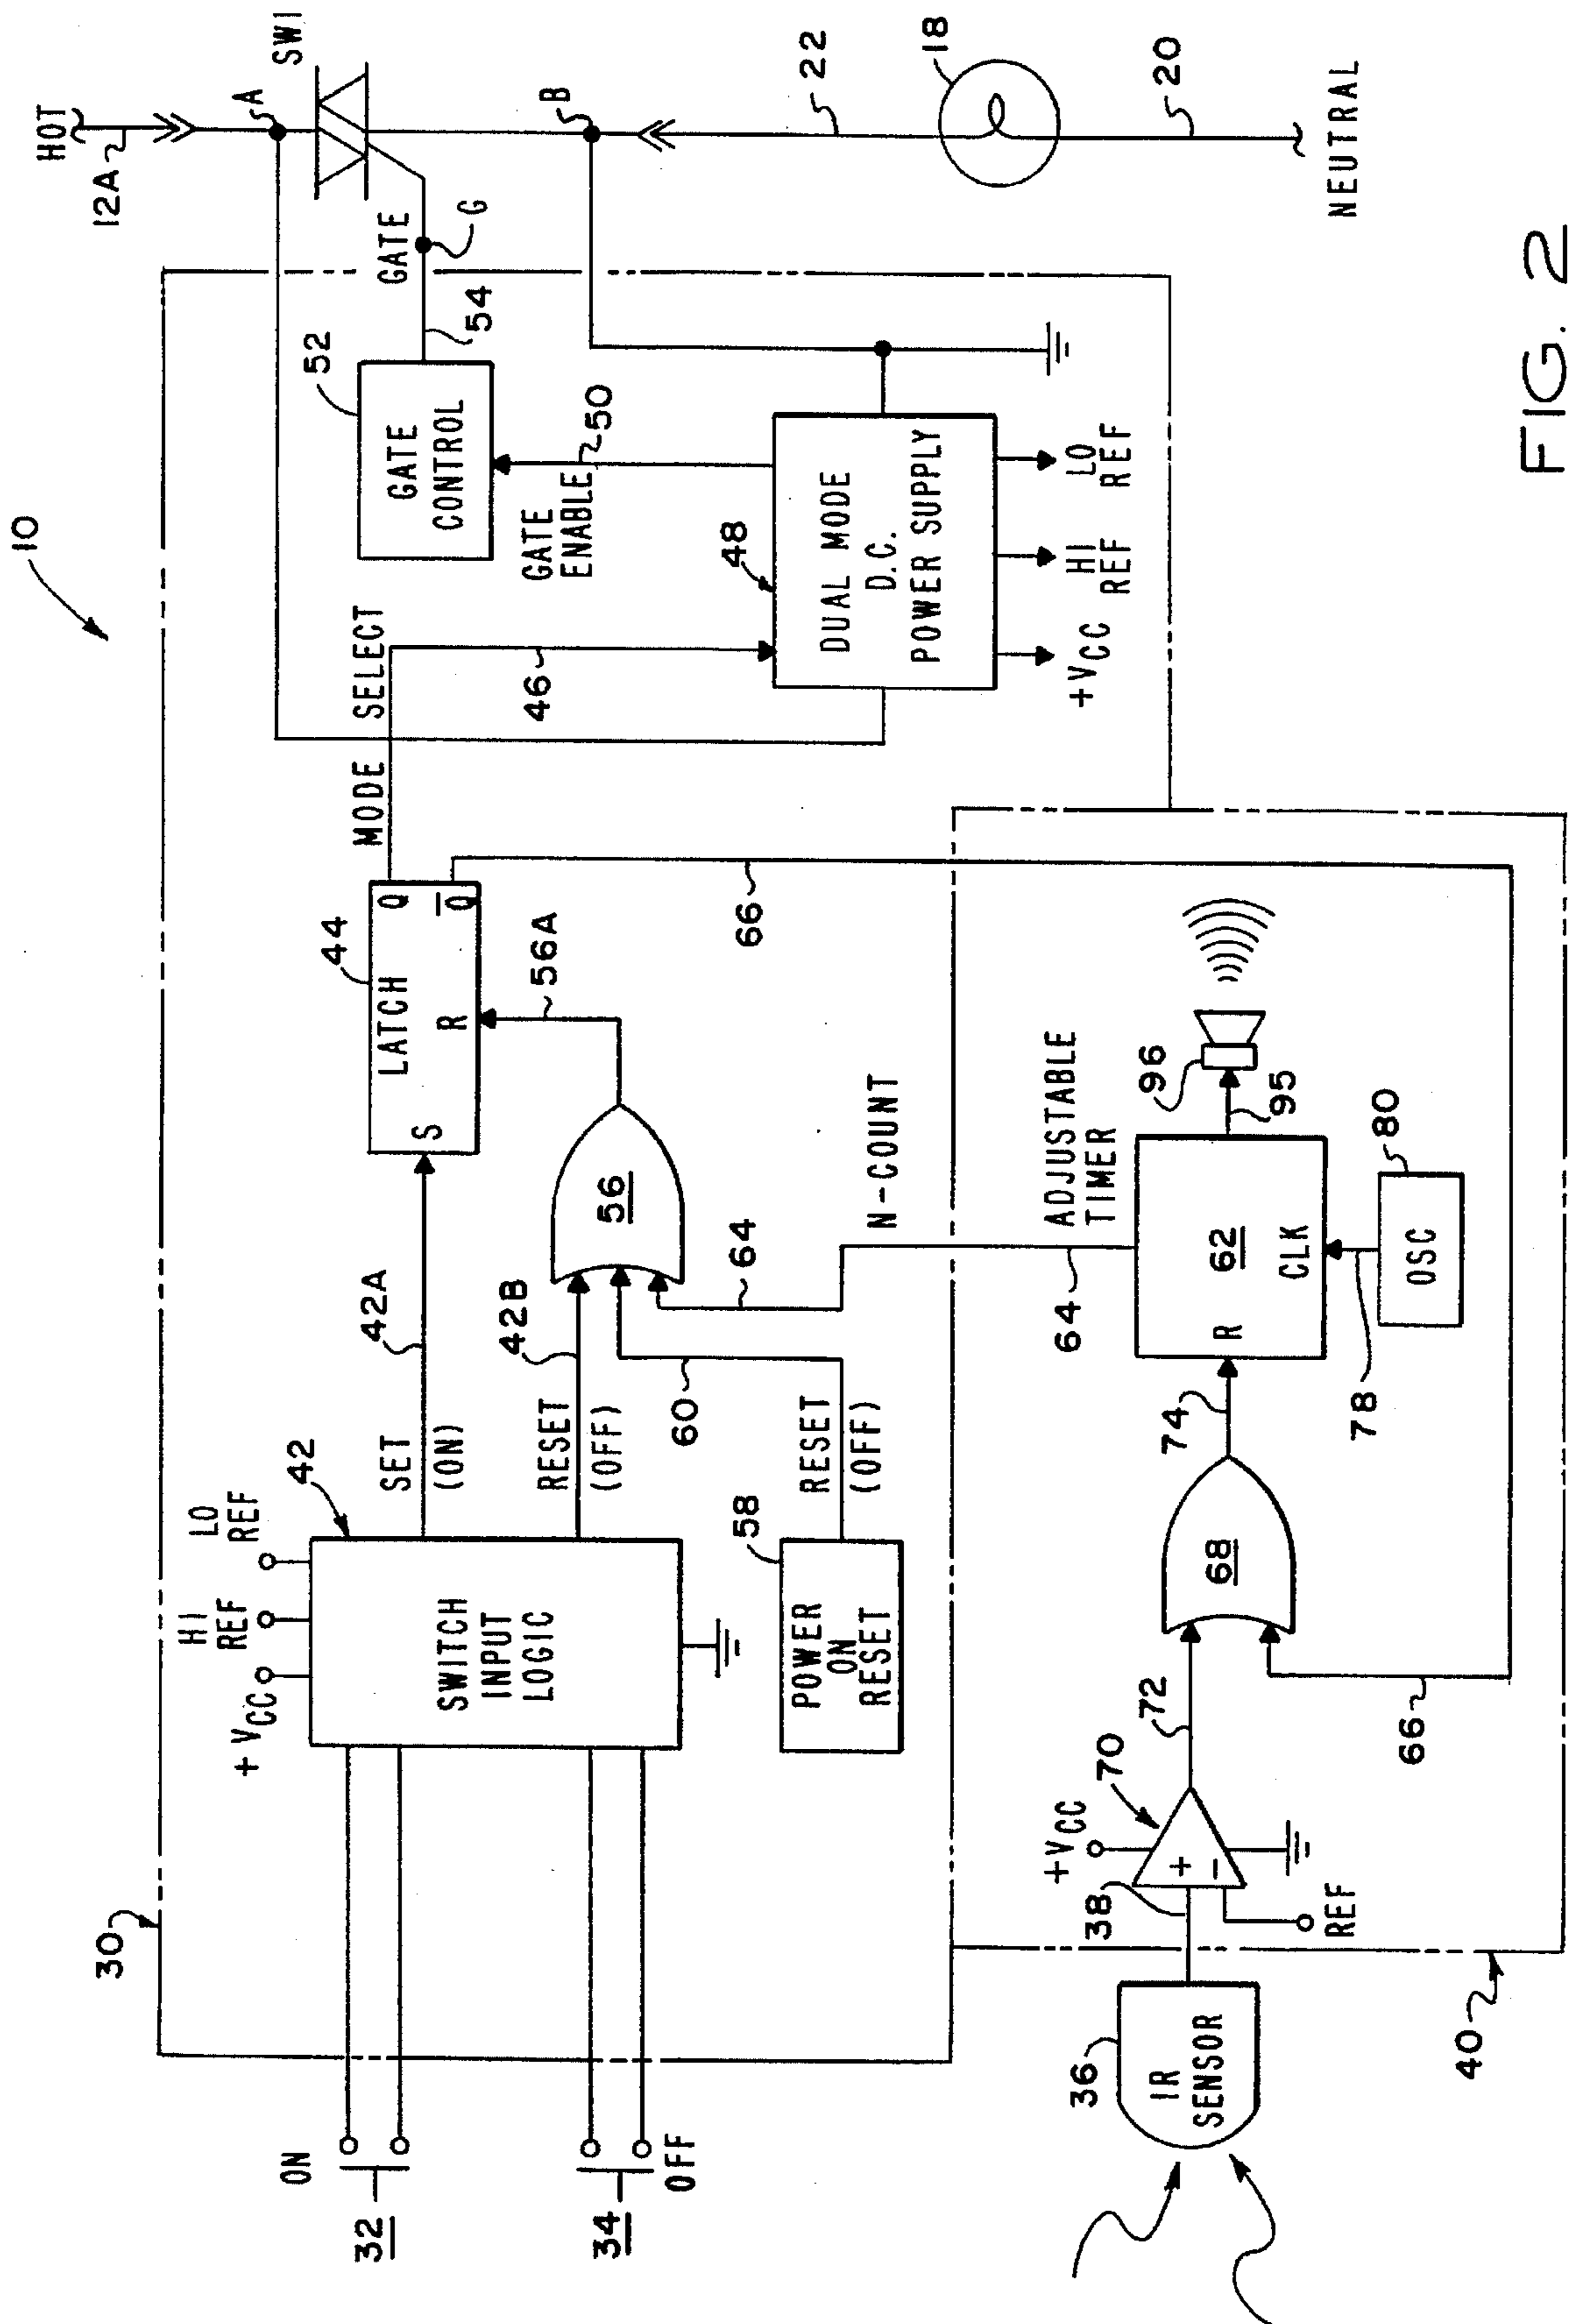 10
HOT
12A
A
SW1
30
ON
32
34
OFF
+VCC
HI
REF
LO
REF
42
SWITCH
INPUT
LOGIC
SET
(ON)
42A
RESET
(OFF)
42B
POWER
ON
RESET
58
RESET
(OFF)
60
56
56A
64
N-COUNT
LATCH
44
S
R
Q
Q
MODE SELECT
46
66
GATE
CONTROL
52
54
GATE
G
GATE
ENABLE
50
48
DUAL MODE
D.C.
POWER SUPPLY
+VCC
HI
REF
LO
REF
B
22
18
20
NEUTRAL
36
IR
SENSOR
38
+VCC
70
+
−
REF
72
68
66
74
ADJUSTABLE
TIMER
64
R
62
CLK
78
OSC
80
95
96
40
FIG. 2